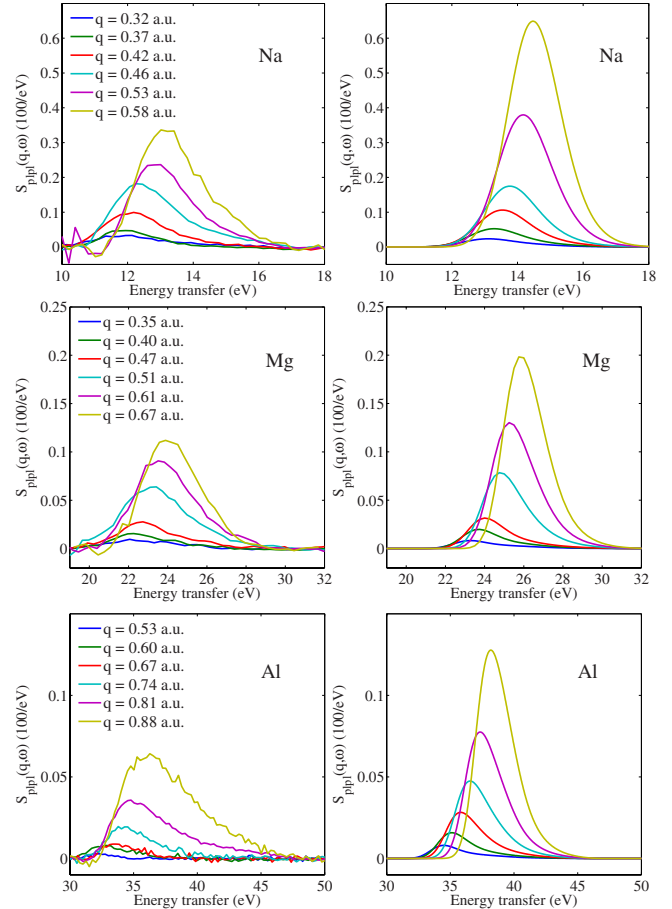 0.6
0.5
0.4
0.3
0.2
0.1
0
S_plpl(q,ω) (100/eV)
q = 0.32 a.u.
q = 0.37 a.u.
q = 0.42 a.u.
q = 0.46 a.u.
q = 0.53 a.u.
q = 0.58 a.u.
Na
10 12 14 16 18
Energy transfer (eV)
0.6
0.5
0.4
0.3
0.2
0.1
0
S_plpl(q,ω) (100/eV)
Na
10 12 14 16 18
Energy transfer (eV)
0.25
0.2
0.15
0.1
0.05
0
S_plpl(q,ω) (100/eV)
q = 0.35 a.u.
q = 0.40 a.u.
q = 0.47 a.u.
q = 0.51 a.u.
q = 0.61 a.u.
q = 0.67 a.u.
Mg
20 22 24 26 28 30 32
Energy transfer (eV)
0.25
0.2
0.15
0.1
0.05
0
S_plpl(q,ω) (100/eV)
Mg
20 22 24 26 28 30 32
Energy transfer (eV)
0.1
0.05
0
S_plpl(q,ω) (100/eV)
q = 0.53 a.u.
q = 0.60 a.u.
q = 0.67 a.u.
q = 0.74 a.u.
q = 0.81 a.u.
q = 0.88 a.u.
Al
30 35 40 45 50
Energy transfer (eV)
0.1
0.05
0
S_plpl(q,ω) (100/eV)
Al
30 35 40 45 50
Energy transfer (eV)